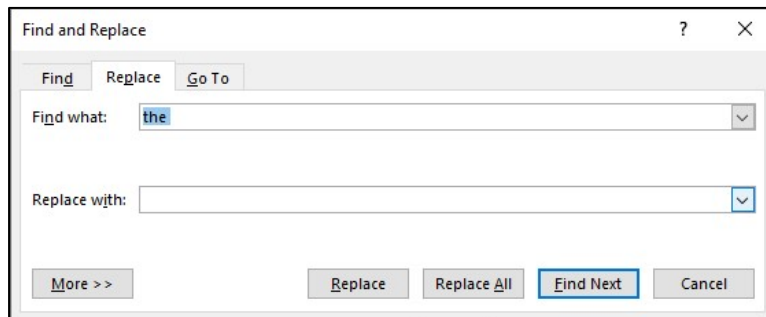 Find and Replace ?
Find Replace Go To
Find what: the
Replace with:
More >> Replace Replace All Find Next Cancel